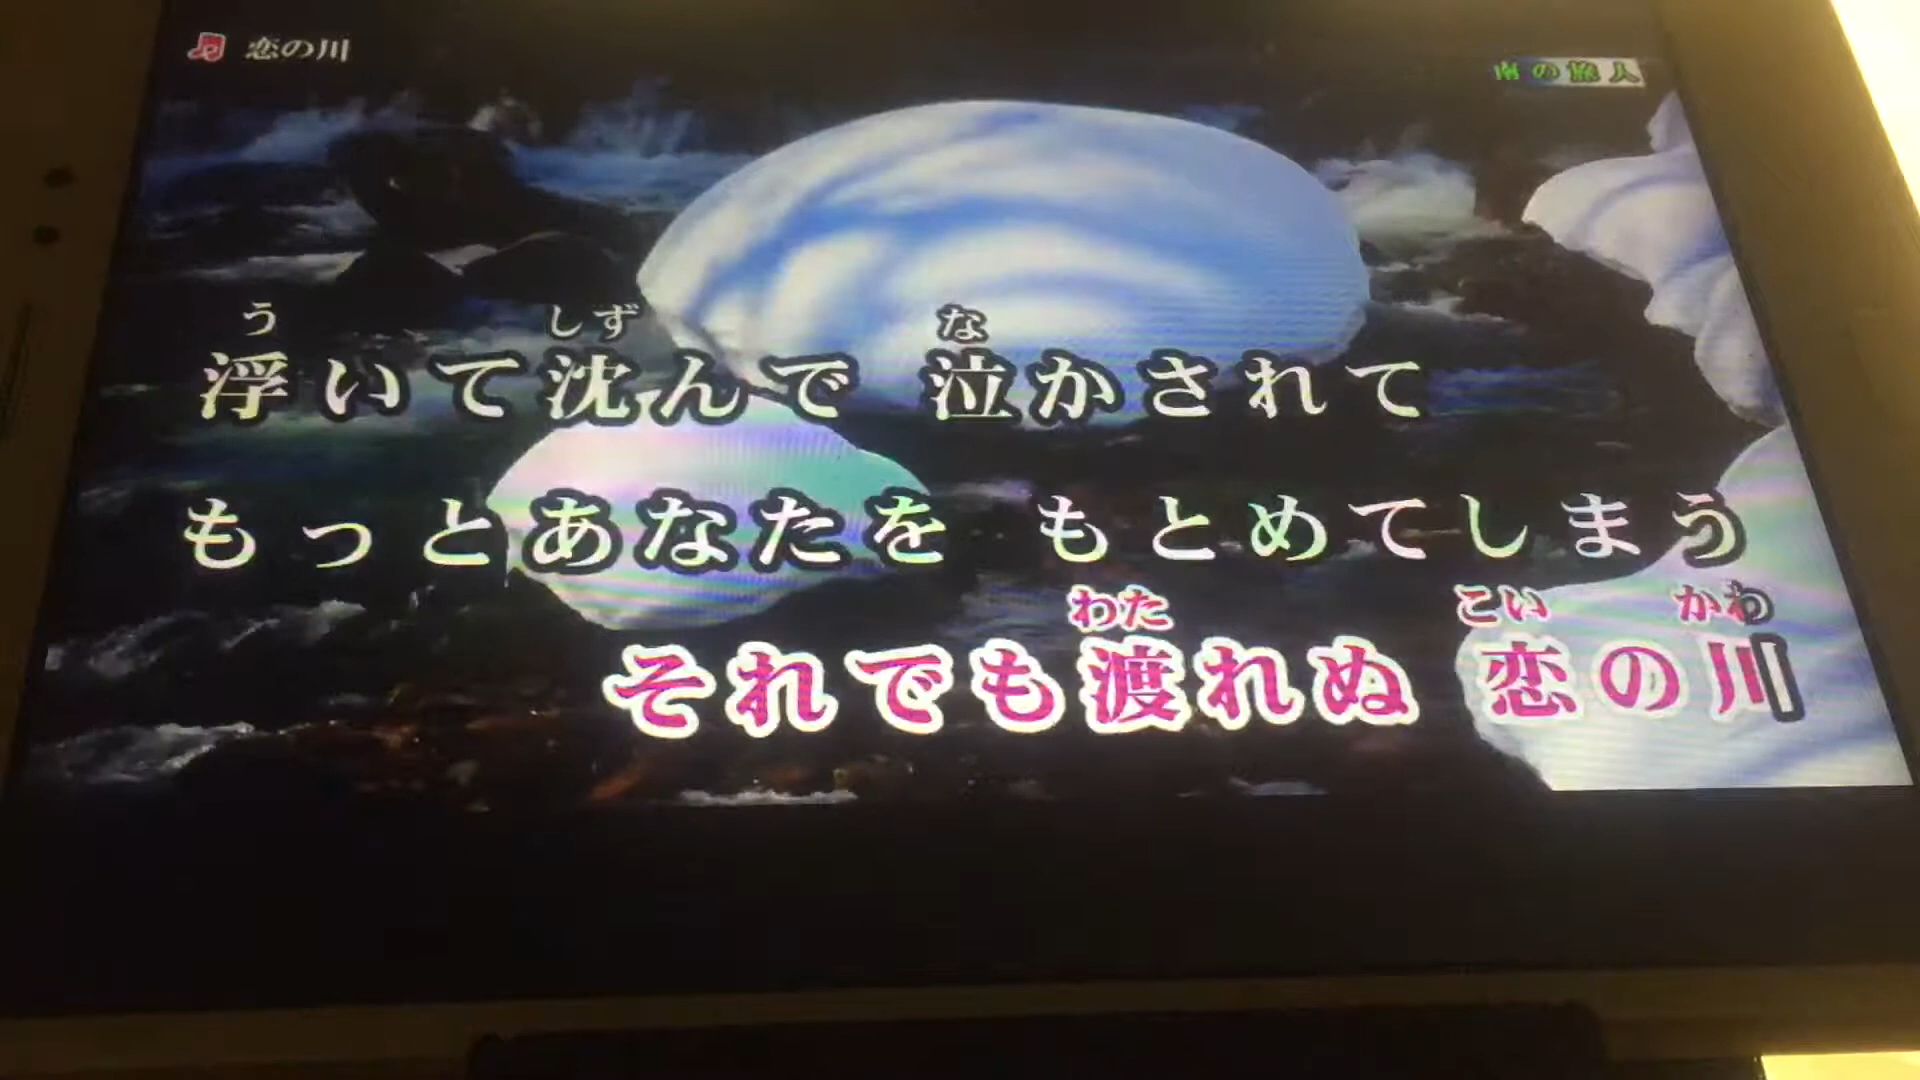 恋の川
南の旅人
う しず な
浮いて沈んで 泣かされて
もっとあなたを もとめてしまう
わた こい かわ
それでも渡れぬ 恋の川